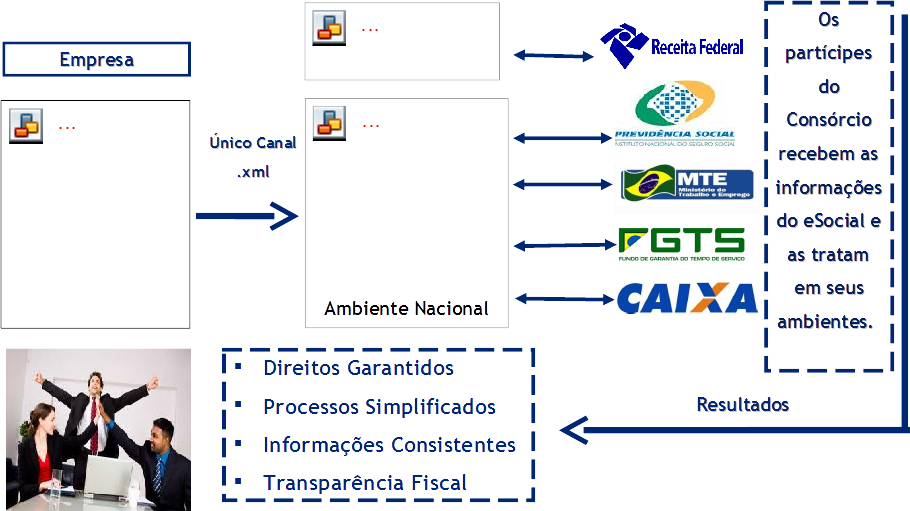 Empresa
...
Único Canal
.xml
...
...
Ambiente Nacional
Receita Federal
PREVIDÊNCIA SOCIAL
INSTITUTO NACIONAL DO SEGURO SOCIAL
MTE
Ministério do
Trabalho e Emprego
FGTS
FUNDO DE GARANTIA DO TEMPO DE SERVIÇO
CAIXA
Os
partícipes
do
Consórcio
recebem as
informações
do eSocial e
as tratam
em seus
ambientes.
Resultados
▪ Direitos Garantidos
▪ Processos Simplificados
▪ Informações Consistentes
▪ Transparência Fiscal